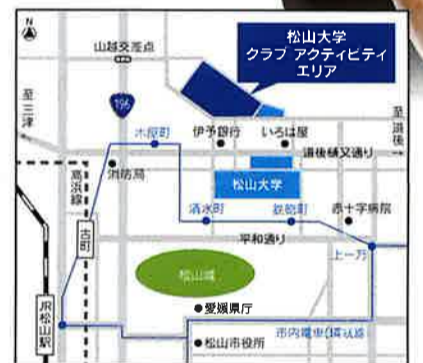 N
松山大学
クラブ アクティビティ
エリア
山越交差点
至三津
196
至道後
木屋町
伊予銀行
いろは屋
道後樋又通り
高浜線
消防局
松山大学
清水町
鉄砲町
赤十字病院
古町
平和通り
上一万
松山城
愛媛県庁
JR松山駅
市内電車(環状線)
松山市役所